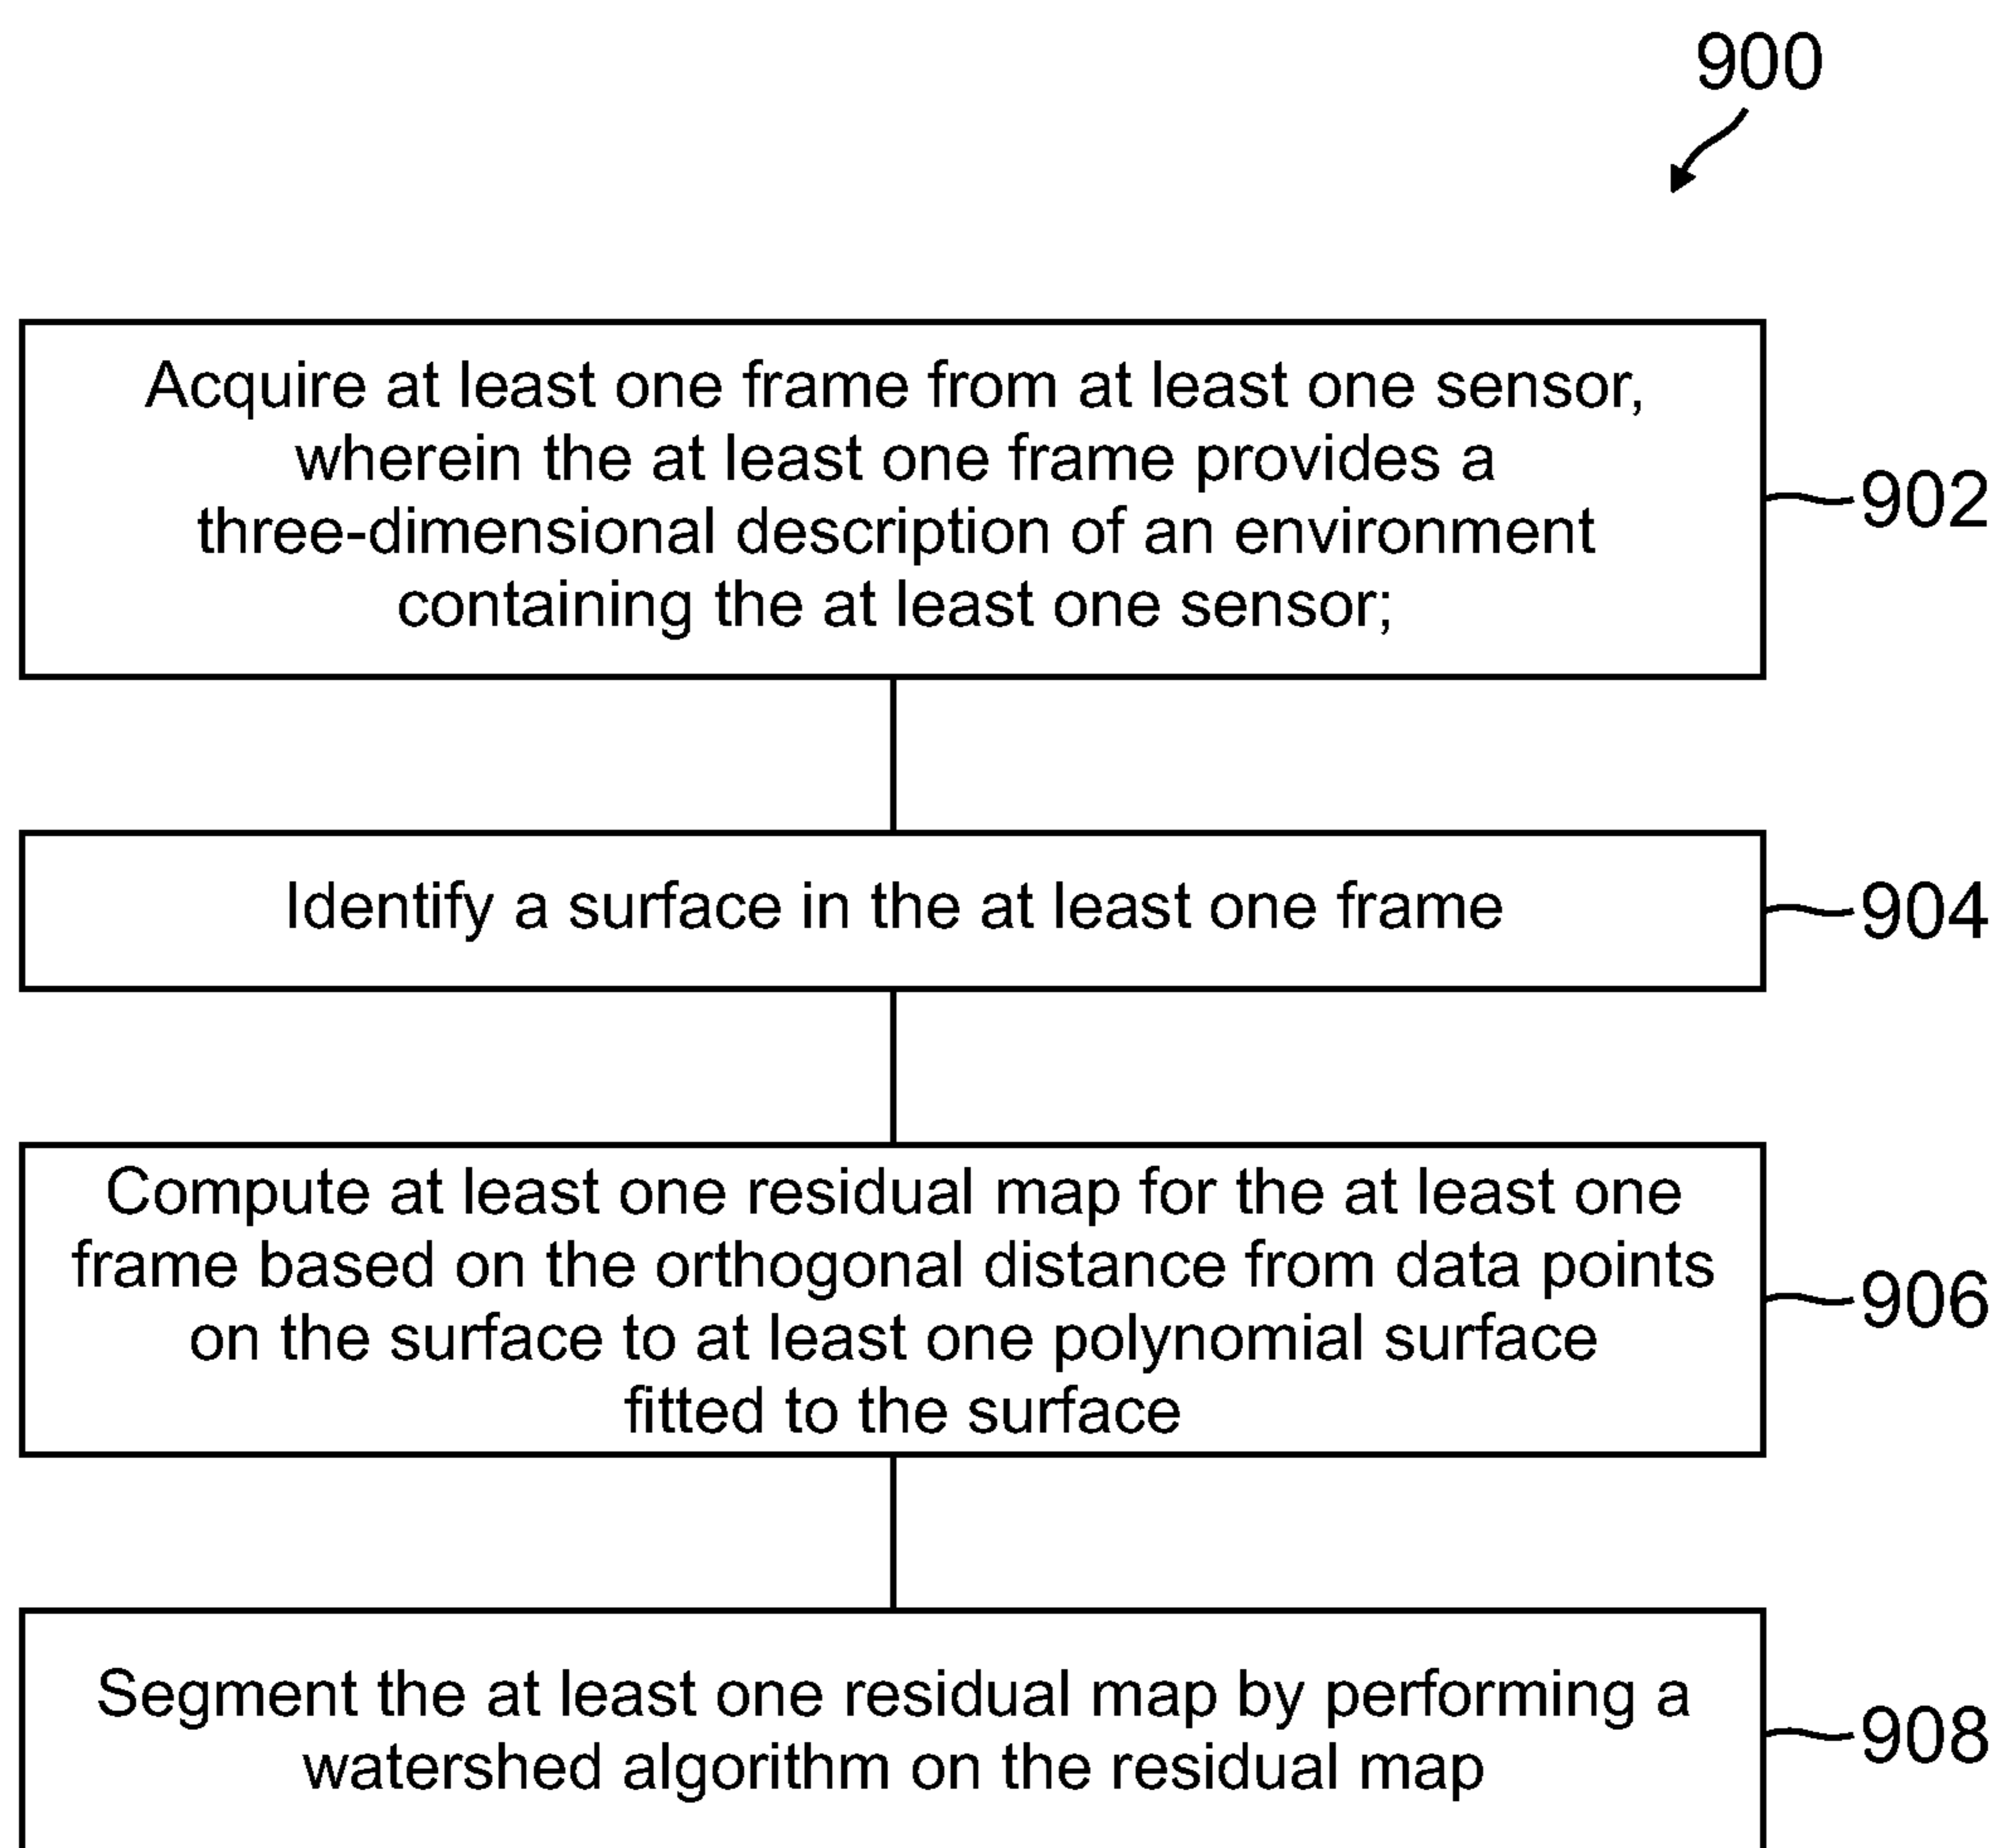 900
Acquire at least one frame from at least one sensor,
wherein the at least one frame provides a
three-dimensional description of an environment
containing the at least one sensor;
902
Identify a surface in the at least one frame
904
Compute at least one residual map for the at least one
frame based on the orthogonal distance from data points
on the surface to at least one polynomial surface
fitted to the surface
906
Segment the at least one residual map by performing a
watershed algorithm on the residual map
908